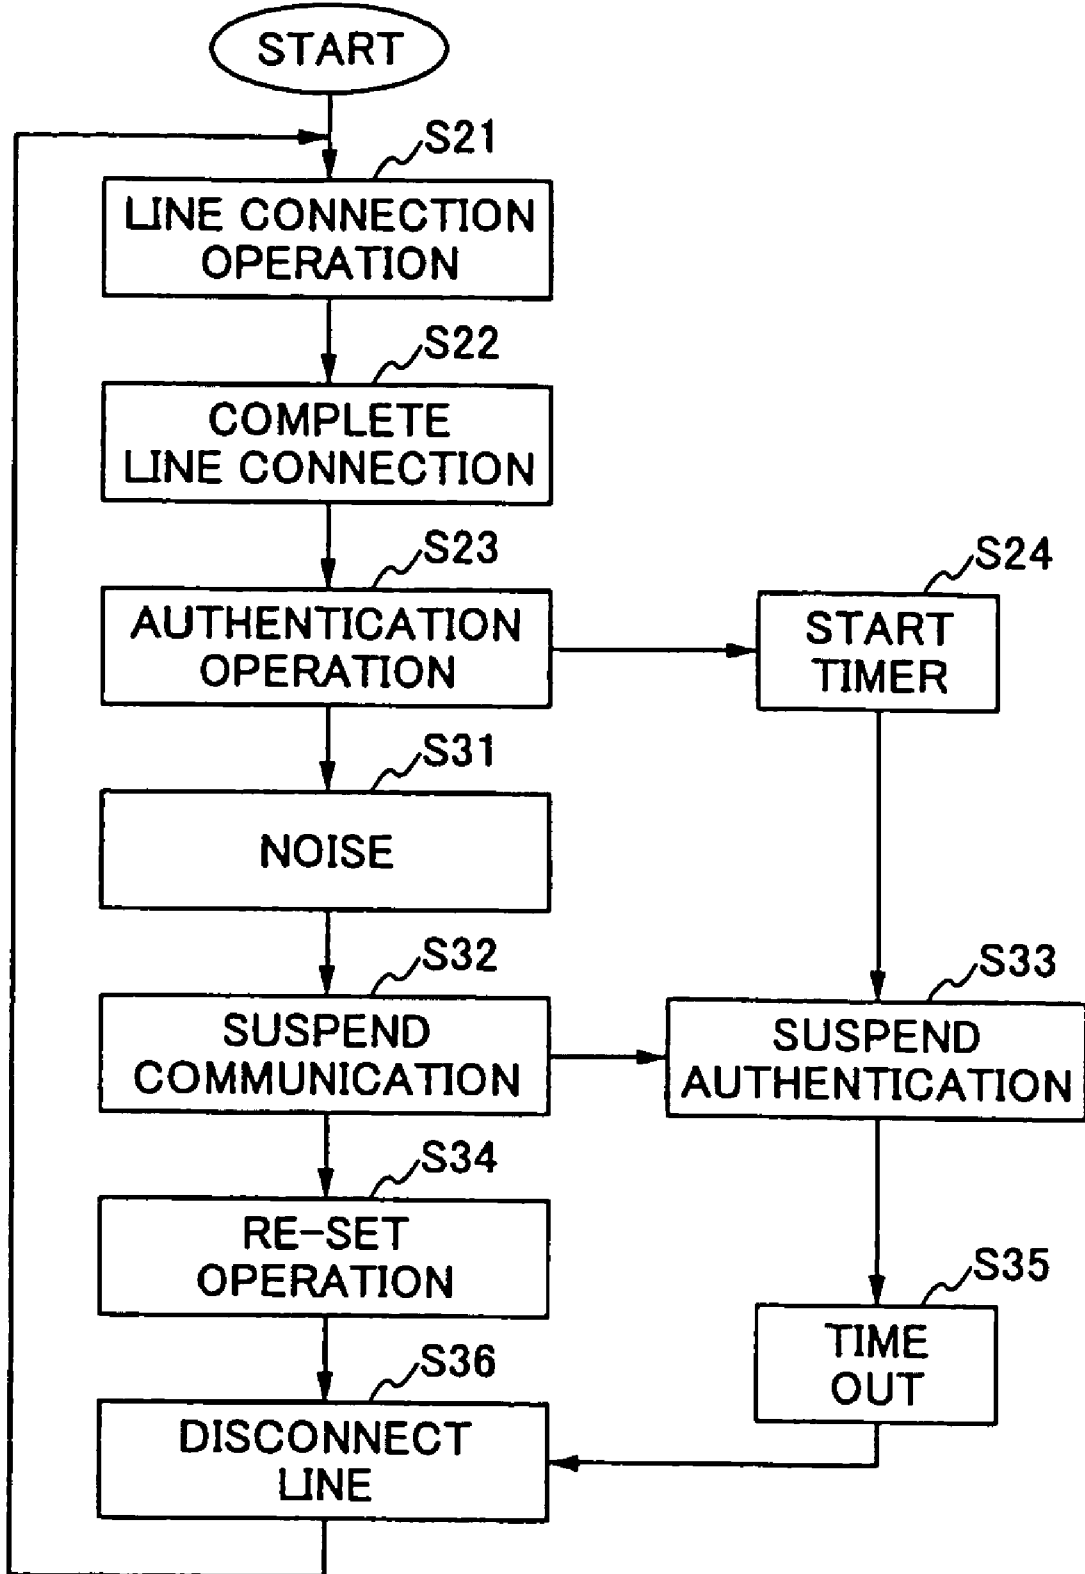 START
S21
LINE CONNECTION
OPERATION
S22
COMPLETE
LINE CONNECTION
S23
AUTHENTICATION
OPERATION
S24
START
TIMER
S31
NOISE
S32
SUSPEND
COMMUNICATION
S33
SUSPEND
AUTHENTICATION
S34
RE-SET
OPERATION
S35
TIME
OUT
S36
DISCONNECT
LINE